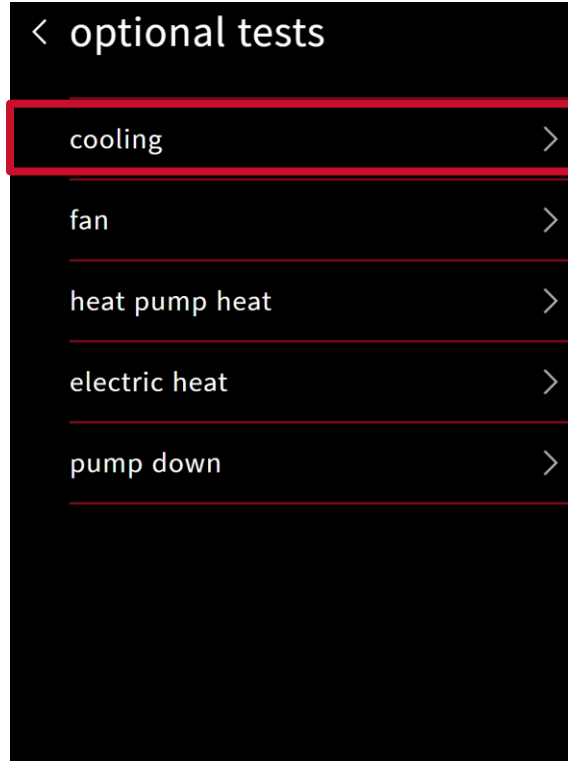 optional tests
cooling
fan
heat pump heat
electric heat
pump down